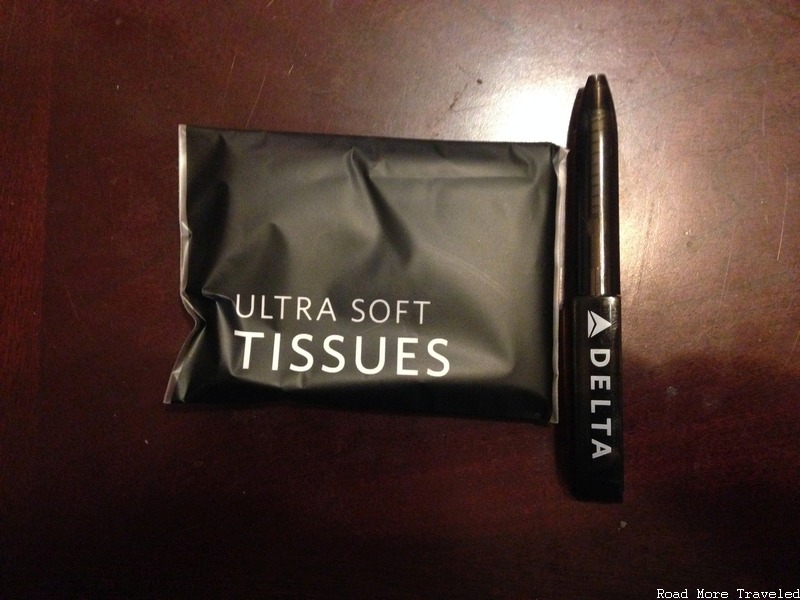 ULTRA SOFT
TISSUES
DELTA
Road More Traveled